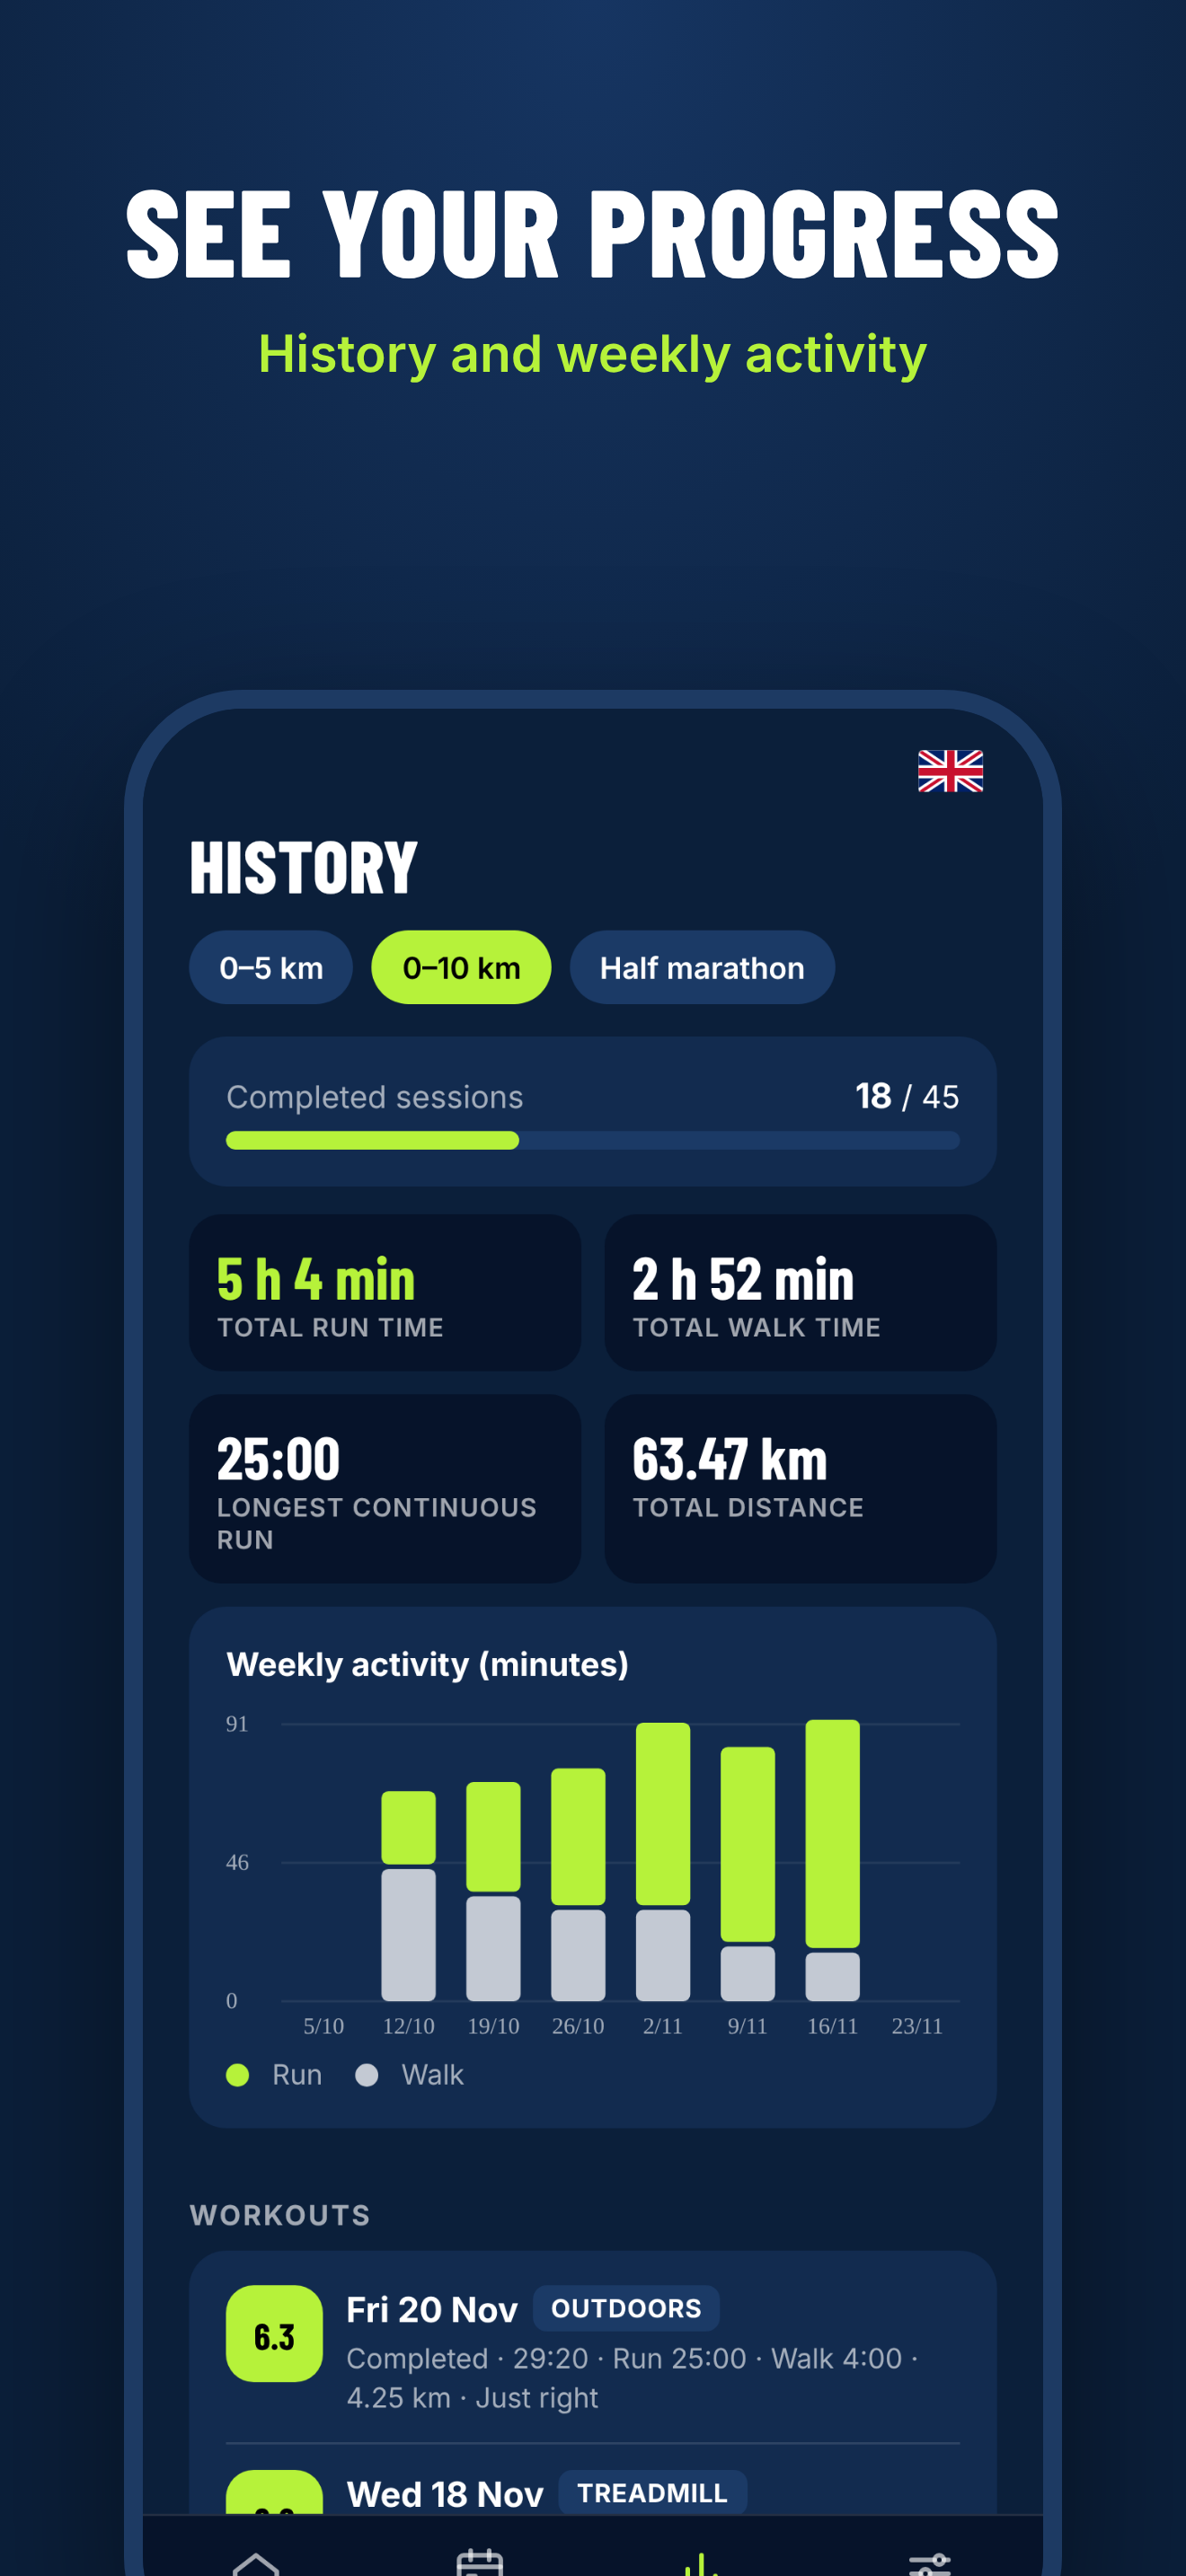 SEE YOUR PROGRESS
History and weekly activity
HISTORY
0–5 km 0–10 km Half marathon
Completed sessions 18 / 45
5 h 4 min 2 h 52 min
TOTAL RUN TIME TOTAL WALK TIME
25:00 63.47 km
LONGEST CONTINUOUS TOTAL DISTANCE
RUN
Weekly activity (minutes)
91
46
0
5/10 12/10 19/10 26/10 2/11 9/11 16/11 23/11
Run Walk
WORKOUTS
Fri 20 Nov OUTDOORS
6.3
Completed · 29:20 · Run 25:00 · Walk 4:00 ·
4.25 km · Just right
Wed 18 Nov TREADMILL